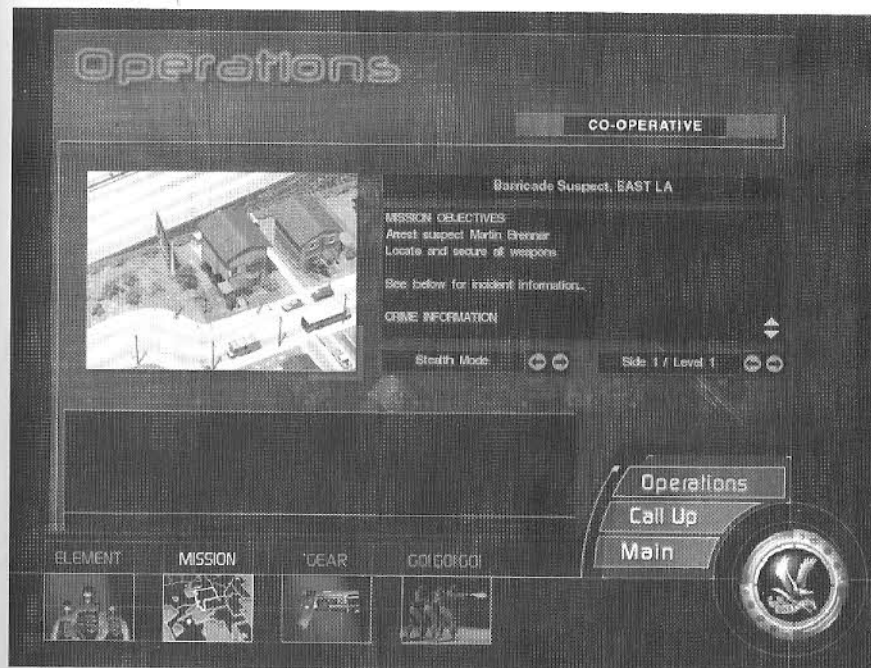 Operations
CO-OPERATIVE
Barricade Suspect, EAST LA
MISSION OBJECTIVES
Arrest suspect Martin Brenner
Locate and secure all weapons
See below for incident information..
CRIME INFORMATION
Stealth Mode
Side 1 / Level 1
Operations
Call Up
Main
ELEMENT
MISSION
GEAR
GO!GO!GO!